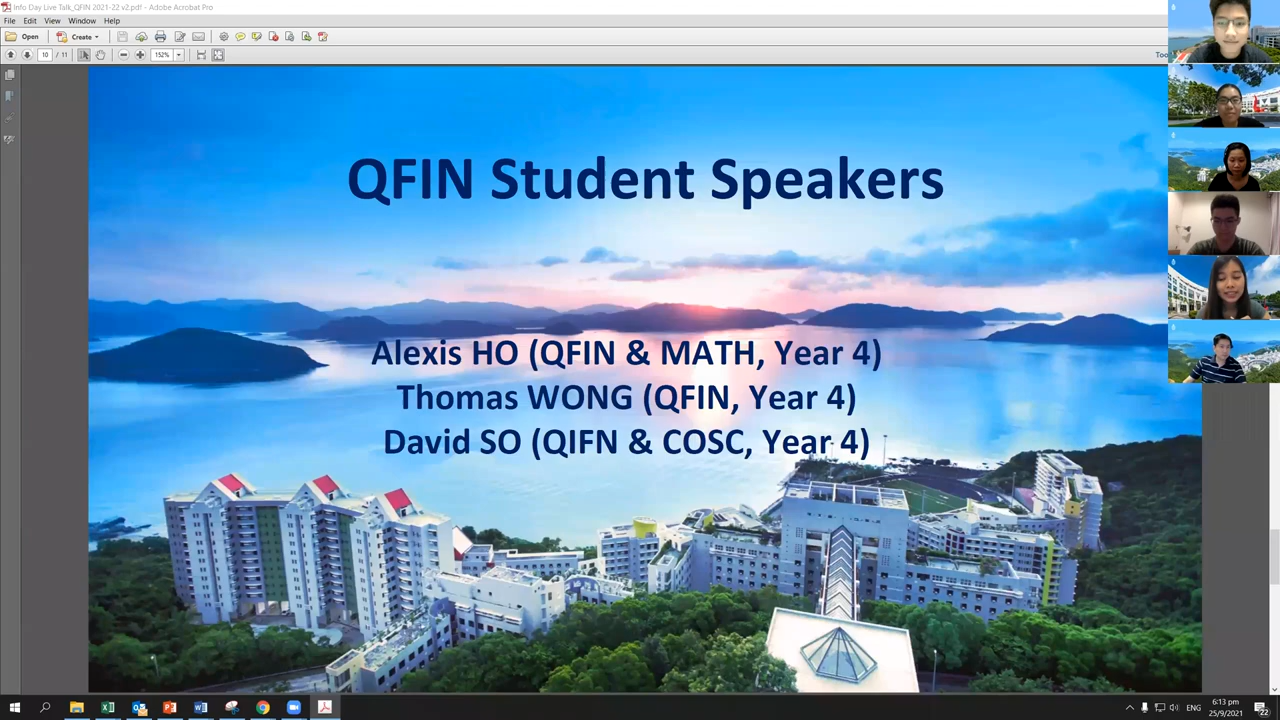 Info Day Live Talk_QFIN 2021-22 v2.pdf - Adobe Acrobat Pro
File Edit View Window Help
Open Create
10 / 11 152% Too
QFIN Student Speakers
Alexis HO (QFIN & MATH, Year 4)
Thomas WONG (QFIN, Year 4)
David SO (QIFN & COSC, Year 4)
ENG
6:13 pm
25/9/2021
22